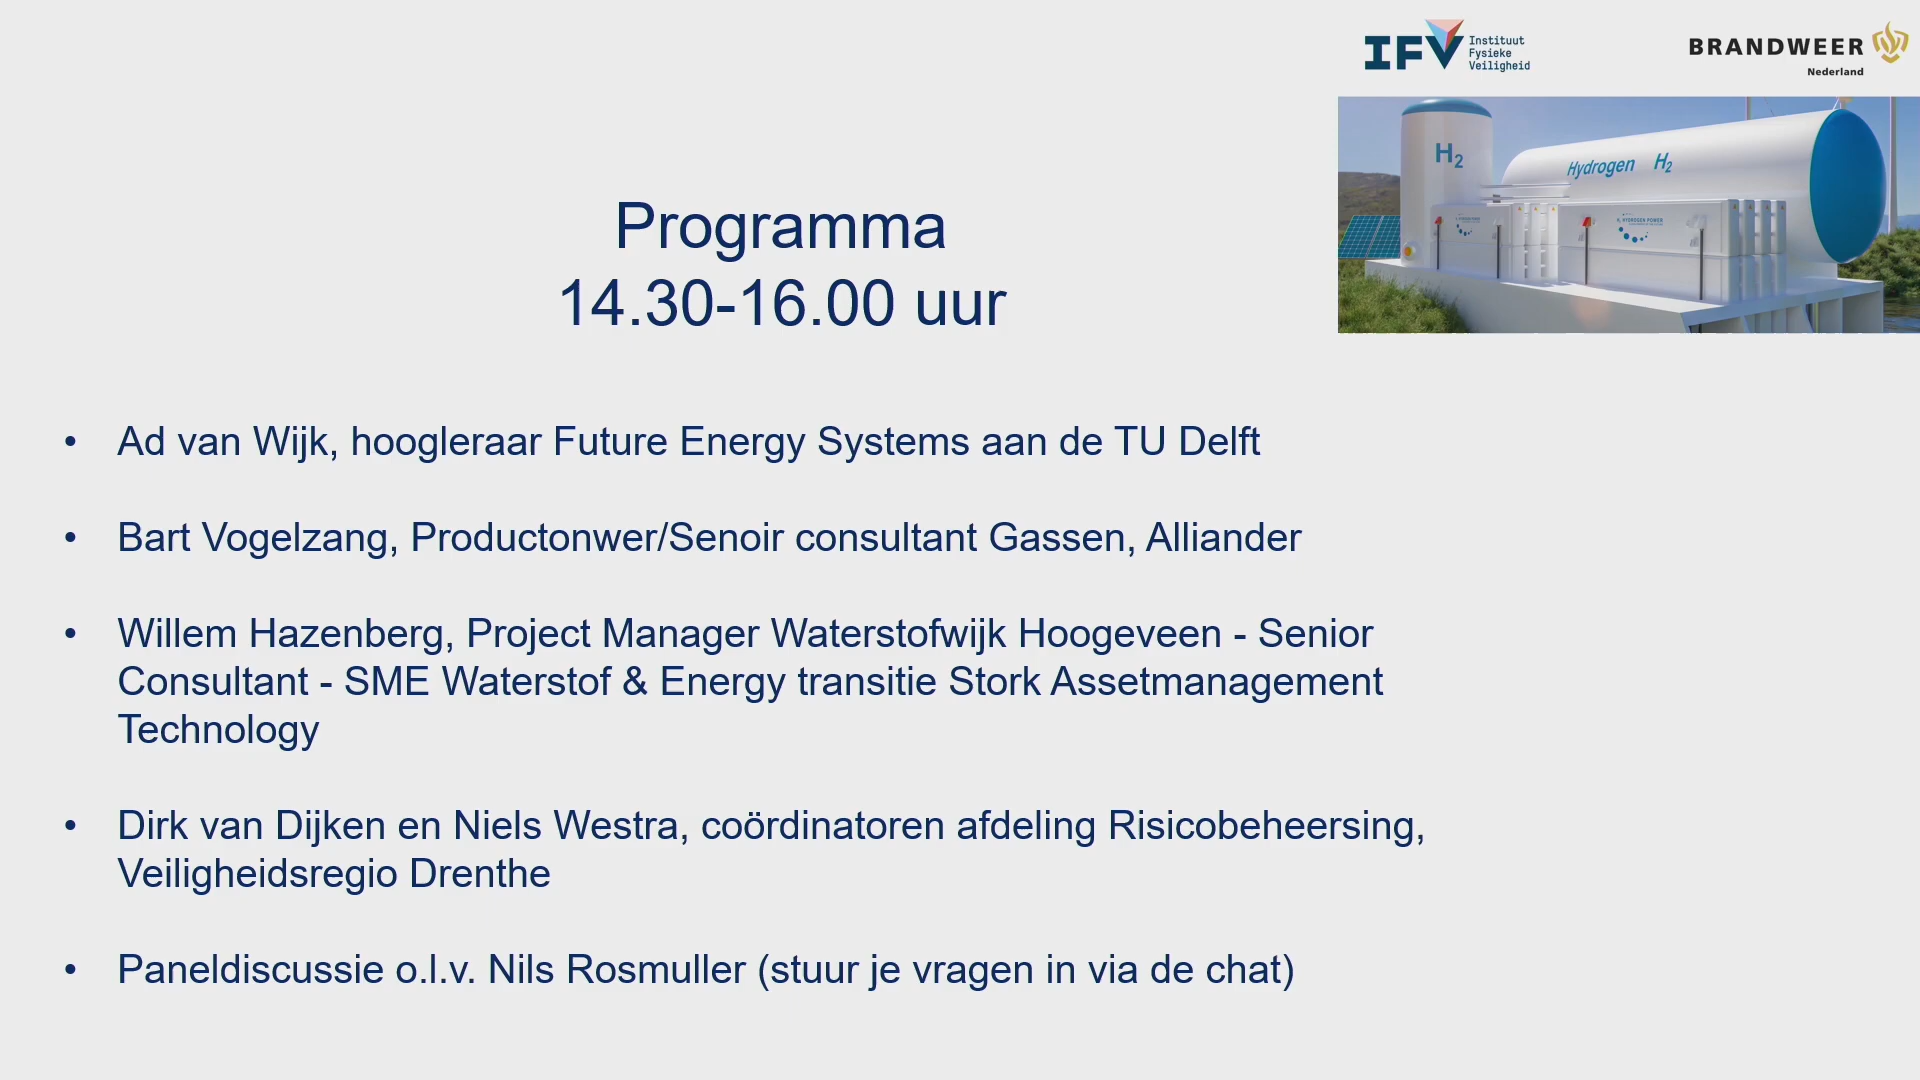 IFV Instituut
Fysieke
Veiligheid
BRANDWEER
Nederland
H2
Hydrogen H2
Programma
14.30-16.00 uur
• Ad van Wijk, hoogleraar Future Energy Systems aan de TU Delft
• Bart Vogelzang, Productonwer/Senoir consultant Gassen, Alliander
• Willem Hazenberg, Project Manager Waterstofwijk Hoogeveen - Senior
Consultant - SME Waterstof & Energy transitie Stork Assetmanagement
Technology
• Dirk van Dijken en Niels Westra, coördinatoren afdeling Risicobeheersing,
Veiligheidsregio Drenthe
• Paneldiscussie o.l.v. Nils Rosmuller (stuur je vragen in via de chat)